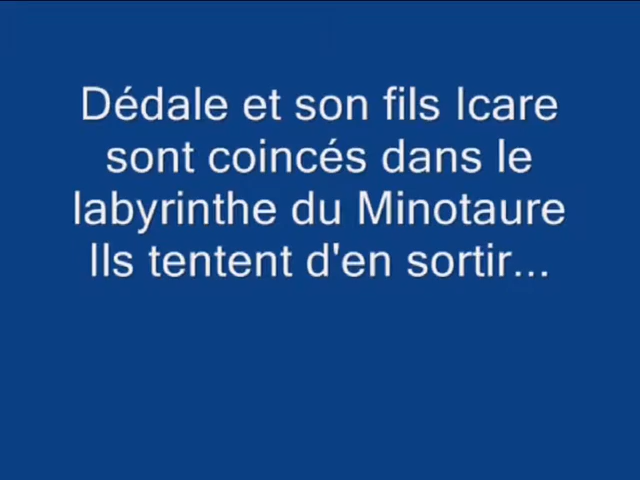 Dédale et son fils Icare
sont coincés dans le
labyrinthe du Minotaure
Ils tentent d'en sortir...